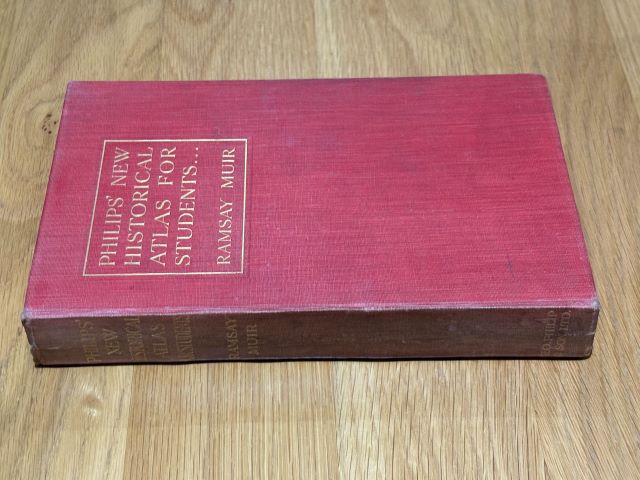 PHILIPS' NEW
HISTORICAL
ATLAS FOR
STUDENTS...
RAMSAY MUIR
PHILIPS'
NEW
HISTORICAL
ATLAS
RAMSAY
MUIR